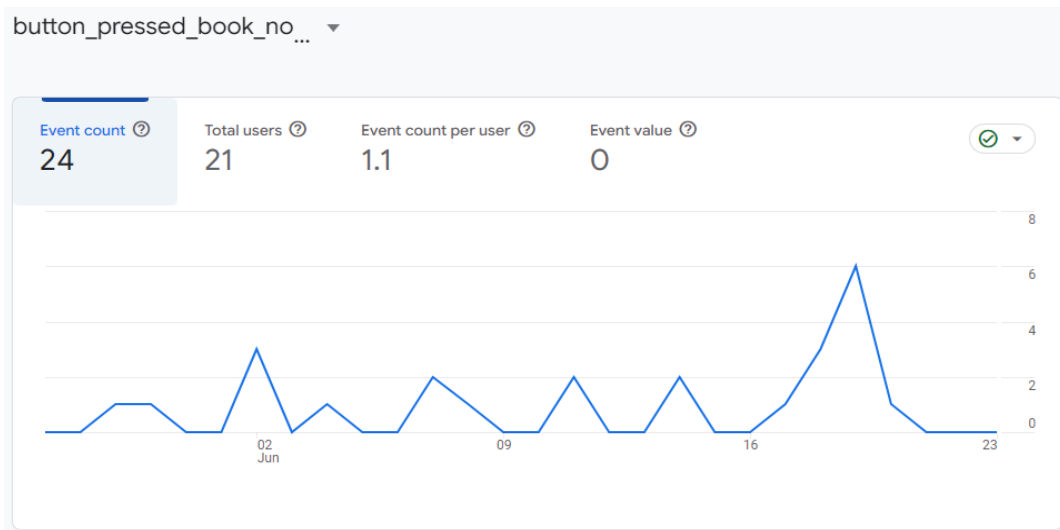 button_pressed_book_no...
Event count
24
Total users
21
Event count per user
1.1
Event value
0
8
6
4
2
0
02
Jun
09
16
23